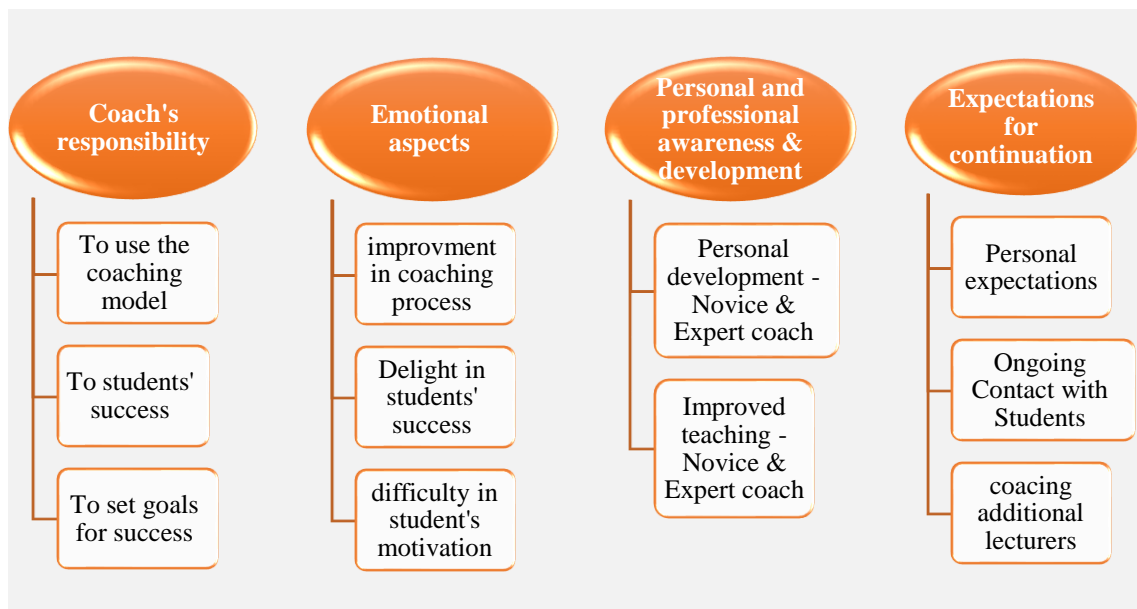 Coach's
responsibility
To use the
coaching
model
To students'
success
To set goals
for success
Emotional
aspects
improvment
in coaching
process
Delight in
students'
success
difficulty in
student's
motivation
Personal and
professional
awareness &
development
Personal
development -
Novice &
Expert coach
Improved
teaching -
Novice &
Expert coach
Expectations
for
continuation
Personal
expectations
Ongoing
Contact with
Students
coacing
additional
lecturers